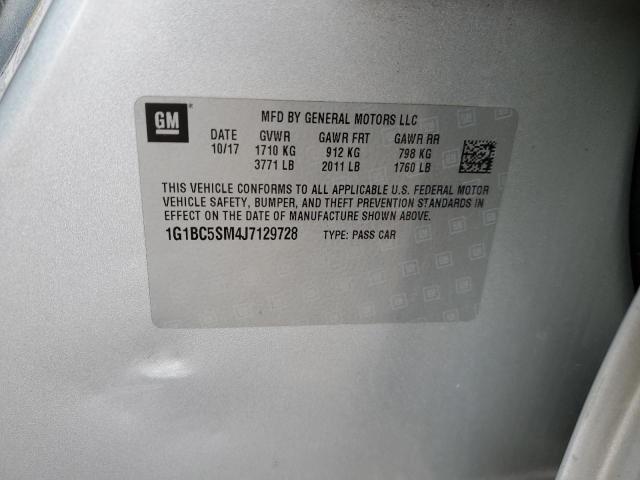 GM
MFD BY GENERAL MOTORS LLC
DATE GVWR GAWR FRT GAWR RR
10/17 1710 KG 912 KG 798 KG
3771 LB 2011 LB 1760 LB
THIS VEHICLE CONFORMS TO ALL APPLICABLE U.S. FEDERAL MOTOR
VEHICLE SAFETY, BUMPER, AND THEFT PREVENTION STANDARDS IN
EFFECT ON THE DATE OF MANUFACTURE SHOWN ABOVE.
1G1BC5SM4J7129728 TYPE: PASS CAR